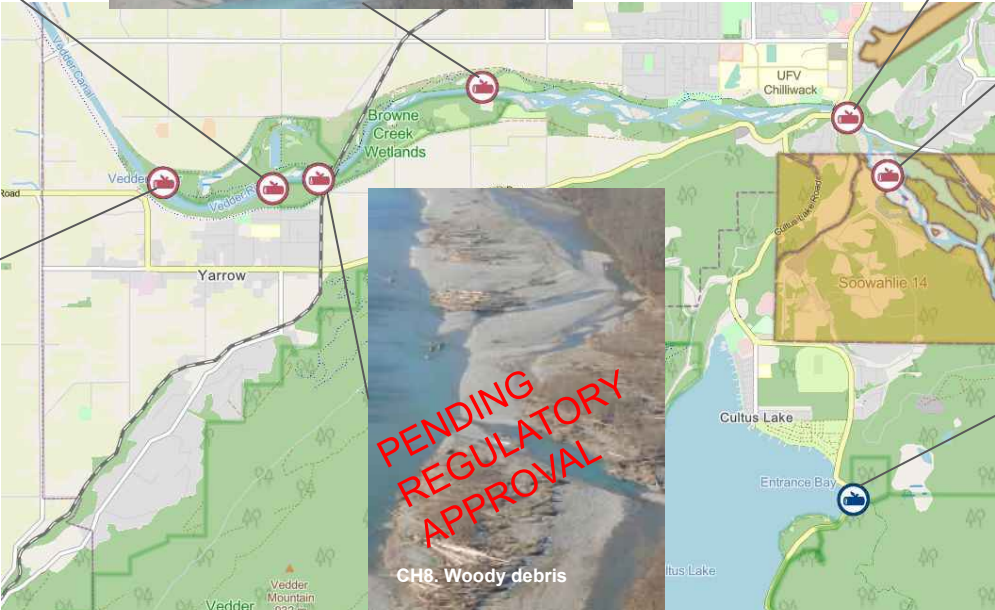 UFV
Chilliwack
Vedder Canal
Browne
Creek
Wetlands
Vedder
Vedder R
Road
Cultus Lake Road
Yarrow
Soowahlie 14
PENDING
REGULATORY
APPROVAL
Cultus Lake
Entrance Bay
CH8. Woody debris
ltus Lake
Vedder
Mountain
Vedder